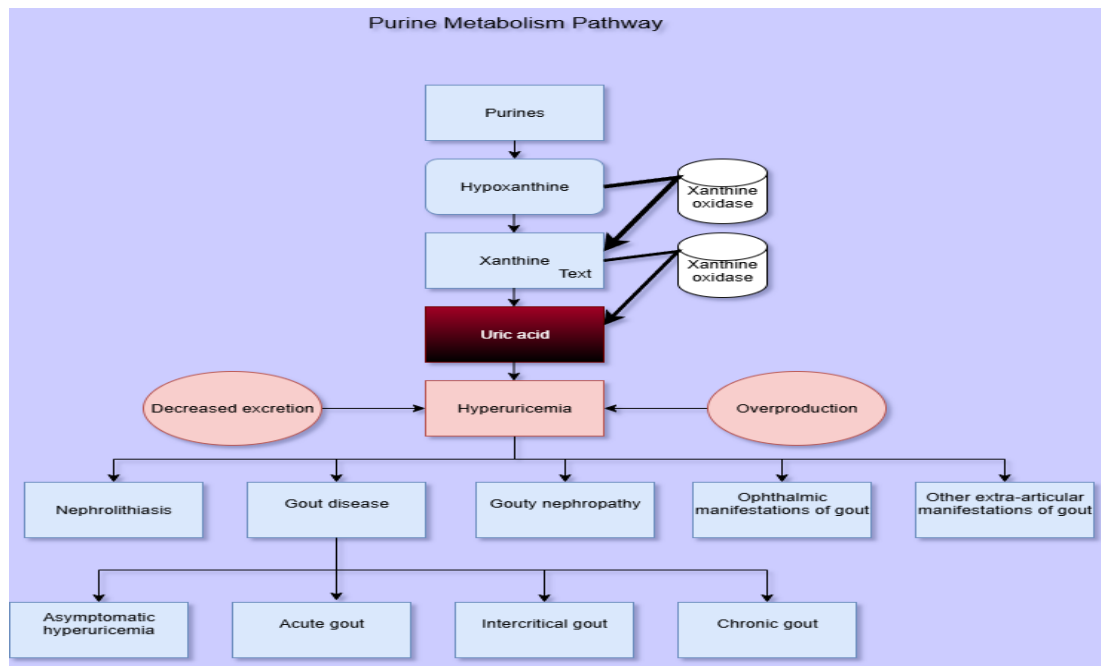 Purine Metabolism Pathway
Purines
Hypoxanthine
Xanthine
oxidase
Xanthine
Text
Xanthine
oxidase
Uric acid
Decreased excretion
Hyperuricemia
Overproduction
Nephrolithiasis
Gout disease
Gouty nephropathy
Ophthalmic
manifestations of gout
Other extra-articular
manifestations of gout
Asymptomatic
hyperuricemia
Acute gout
Intercritical gout
Chronic gout